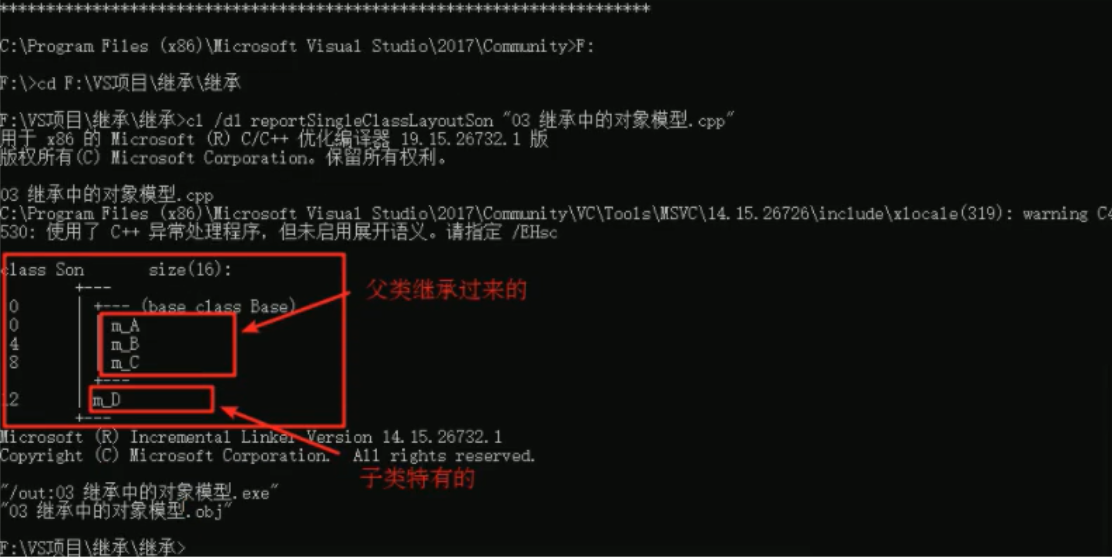 **********************************************************************
C:\Program Files (x86)\Microsoft Visual Studio\2017\Community>F:
F:\>cd F:\VS项目\继承\继承
F:\VS项目\继承\继承>cl /d1 reportSingleClassLayoutSon "03 继承中的对象模型.cpp"
用于 x86 的 Microsoft (R) C/C++ 优化编译器 19.15.26732.1 版
版权所有(C) Microsoft Corporation。保留所有权利。
03 继承中的对象模型.cpp
C:\Program Files (x86)\Microsoft Visual Studio\2017\Community\VC\Tools\MSVC\14.15.26726\include\xlocale(319): warning C4
530: 使用了 C++ 异常处理程序，但未启用展开语义。请指定 /EHsc
class Son size(16):
+---
0 | +--- (base class Base)
父类继承过来的
0 | | m_A
4 | | m_B
8 | | m_C
| +---
12 | m_D
+---
Microsoft (R) Incremental Linker Version 14.15.26732.1
Copyright (C) Microsoft Corporation. All rights reserved.
子类特有的
"/out:03 继承中的对象模型.exe"
"03 继承中的对象模型.obj"
F:\VS项目\继承\继承>